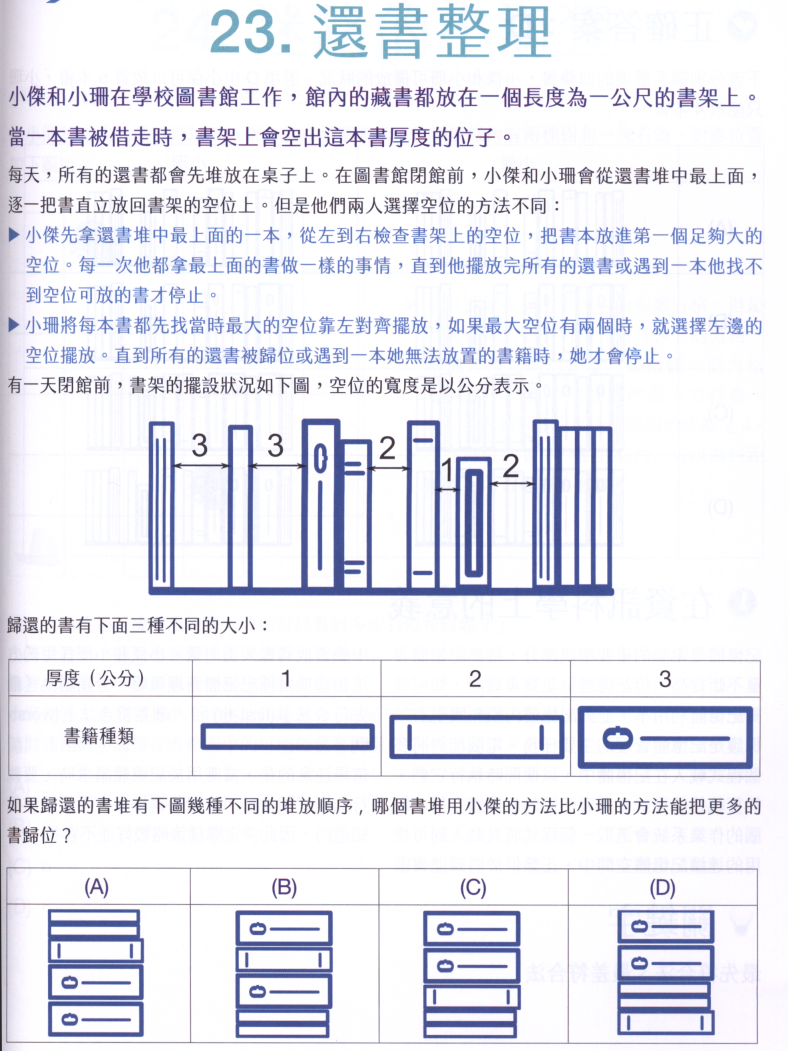 23. 還書整理
小傑和小珊在學校圖書館工作，館內的藏書都放在一個長度為一公尺的書架上。
當一本書被借走時，書架上會空出這本書厚度的位子。
每天，所有的還書都會先堆放在桌子上。在圖書館閉館前，小傑和小珊會從還書堆中最上面，
逐一把書直立放回書架的空位上。但是他們兩人選擇空位的方法不同：
▶小傑先拿還書堆中最上面的一本，從左到右檢查書架上的空位，把書本放進第一個足夠大的
空位。每一次他都拿最上面的書做一樣的事情，直到他擺放完所有的還書或遇到一本他找不
到空位可放的書才停止。
▶小珊將每本書都先找當時最大的空位靠左對齊擺放，如果最大空位有兩個時，就選擇左邊的
空位擺放。直到所有的還書被歸位或遇到一本她無法放置的書籍時，她才會停止。
有一天閉館前，書架的擺設狀況如下圖，空位的寬度是以公分表示。
3 3 2 1 2
歸還的書有下面三種不同的大小：
厚度（公分） 1 2 3
書籍種類
如果歸還的書堆有下圖幾種不同的堆放順序，哪個書堆用小傑的方法比小珊的方法能把更多的
書歸位？
(A) (B) (C) (D)